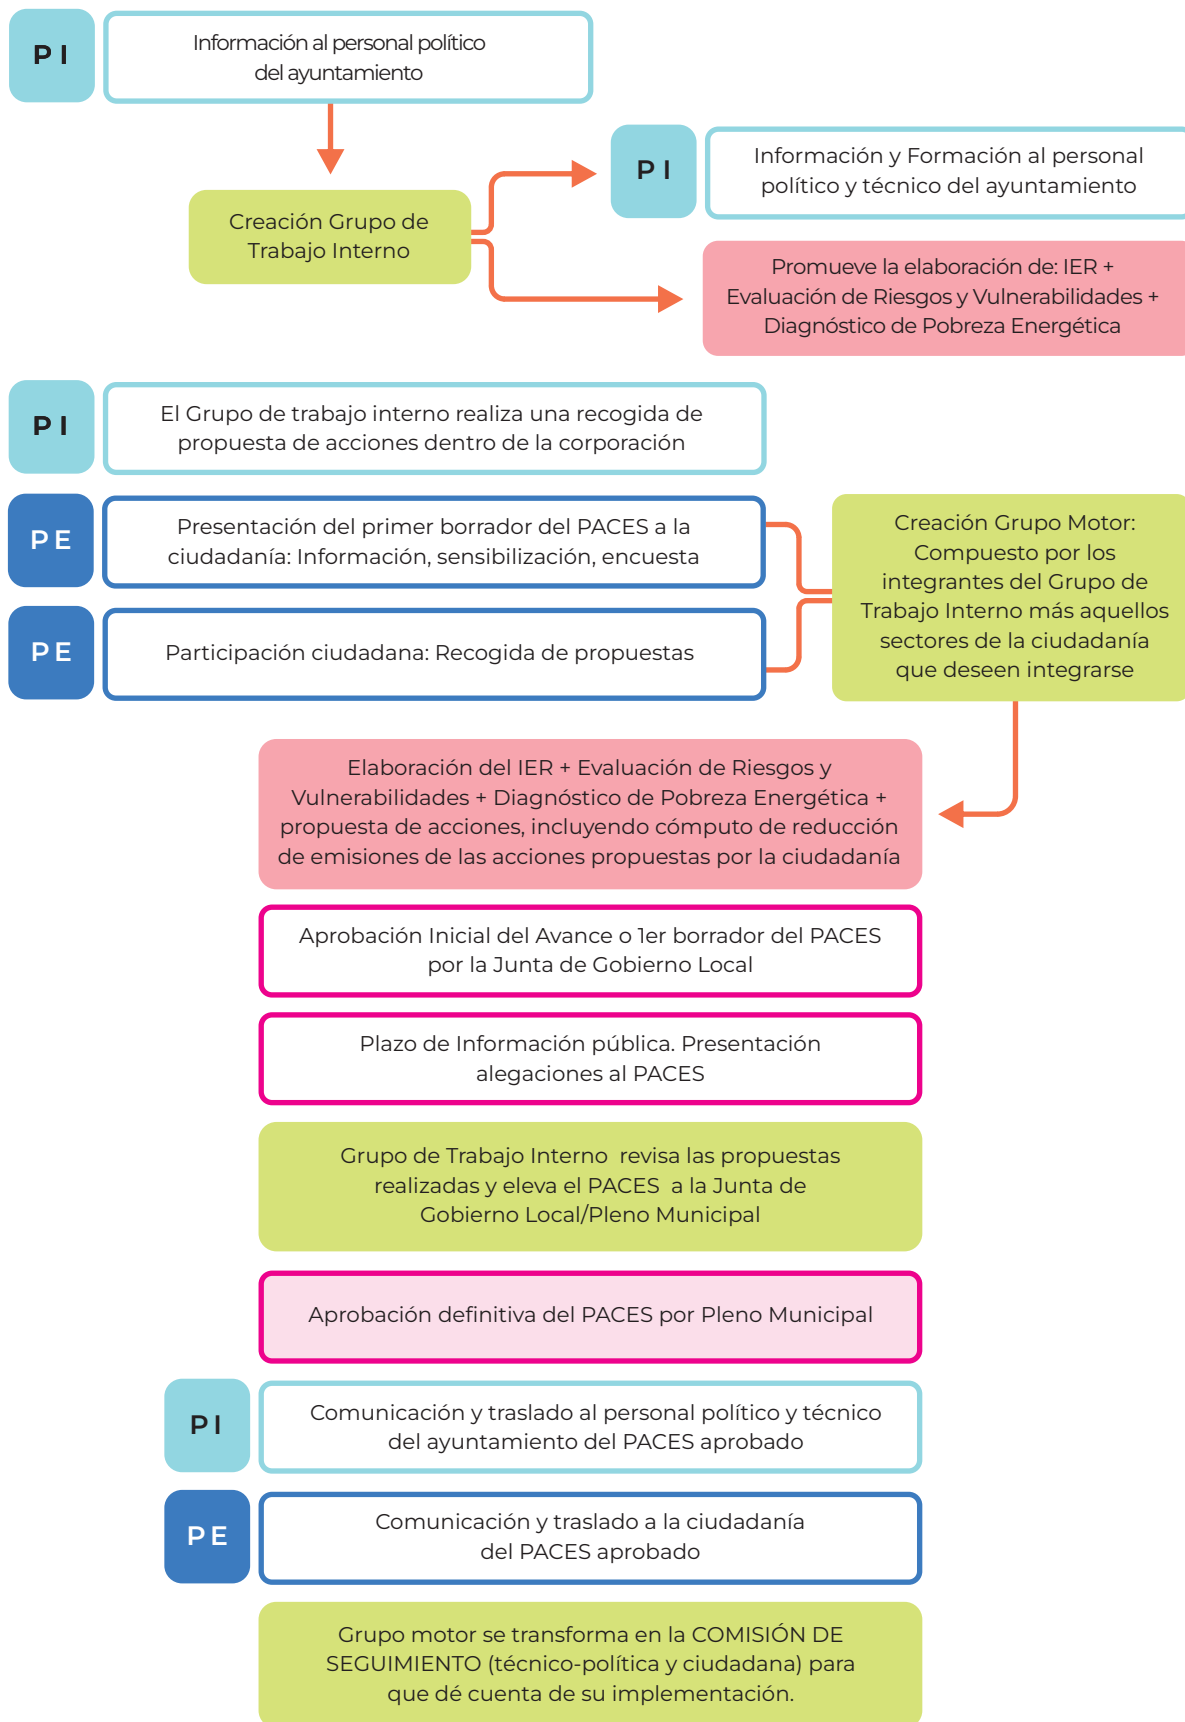 PI
Información al personal político
del ayuntamiento
PI
Información y Formación al personal
político y técnico del ayuntamiento
Creación Grupo de
Trabajo Interno
Promueve la elaboración de: IER +
Evaluación de Riesgos y Vulnerabilidades +
Diagnóstico de Pobreza Energética
PI
El Grupo de trabajo interno realiza una recogida de
propuesta de acciones dentro de la corporación
PE
Presentación del primer borrador del PACES a la
ciudadanía: Información, sensibilización, encuesta
PE
Participación ciudadana: Recogida de propuestas
Creación Grupo Motor:
Compuesto por los
integrantes del Grupo de
Trabajo Interno más aquellos
sectores de la ciudadanía
que deseen integrarse
Elaboración del IER + Evaluación de Riesgos y
Vulnerabilidades + Diagnóstico de Pobreza Energética +
propuesta de acciones, incluyendo cómputo de reducción
de emisiones de las acciones propuestas por la ciudadanía
Aprobación Inicial del Avance o 1er borrador del PACES
por la Junta de Gobierno Local
Plazo de Información pública. Presentación
alegaciones al PACES
Grupo de Trabajo Interno revisa las propuestas
realizadas y eleva el PACES a la Junta de
Gobierno Local/Pleno Municipal
Aprobación definitiva del PACES por Pleno Municipal
PI
Comunicación y traslado al personal político y técnico
del ayuntamiento del PACES aprobado
PE
Comunicación y traslado a la ciudadanía
del PACES aprobado
Grupo motor se transforma en la COMISIÓN DE
SEGUIMIENTO (técnico-política y ciudadana) para
que dé cuenta de su implementación.